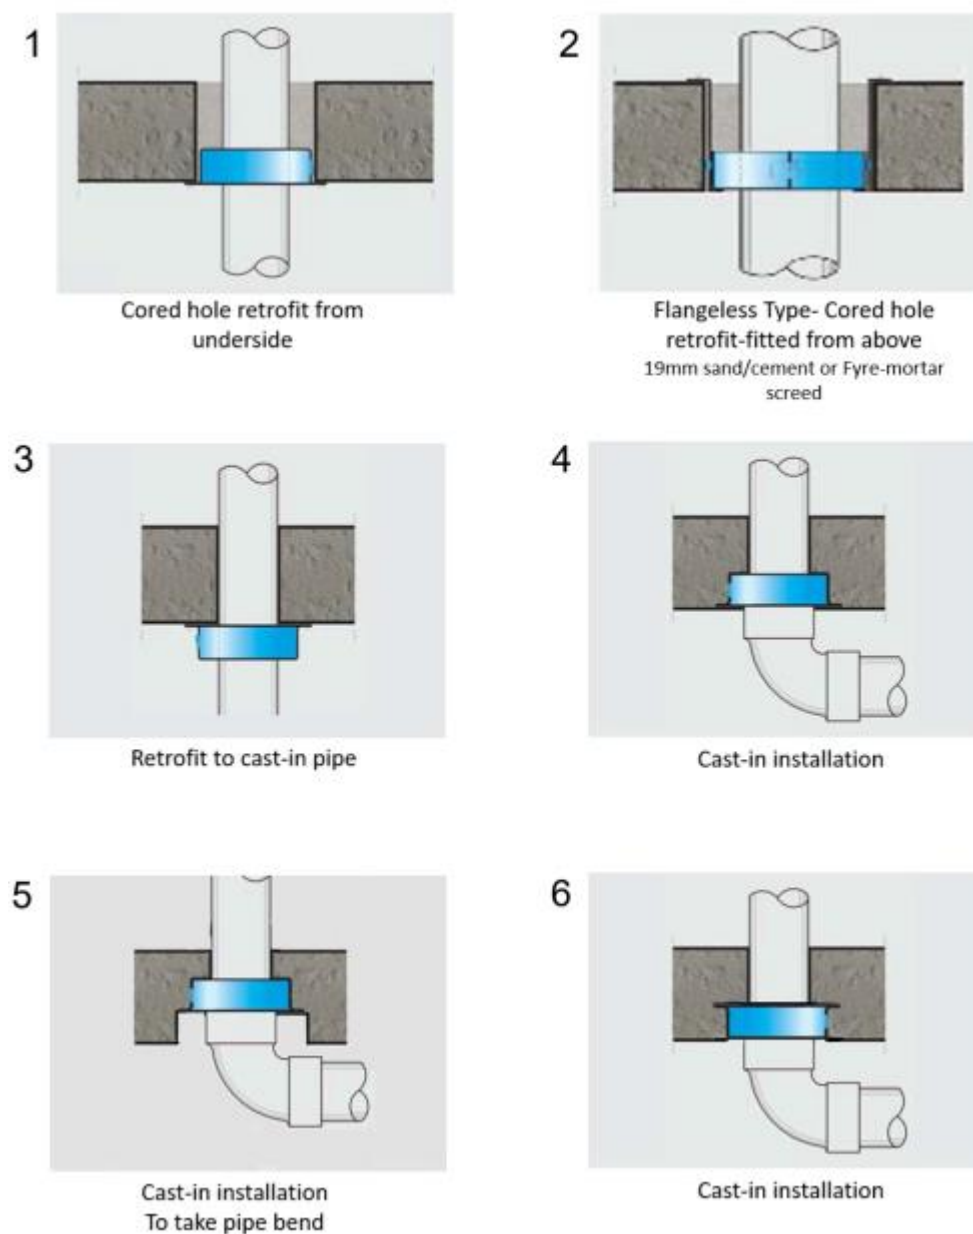 1
Cored hole retrofit from
underside
2
Flangeless Type- Cored hole
retrofit-fitted from above
19mm sand/cement or Fyre-mortar
screed
3
Retrofit to cast-in pipe
4
Cast-in installation
5
Cast-in installation
To take pipe bend
6
Cast-in installation